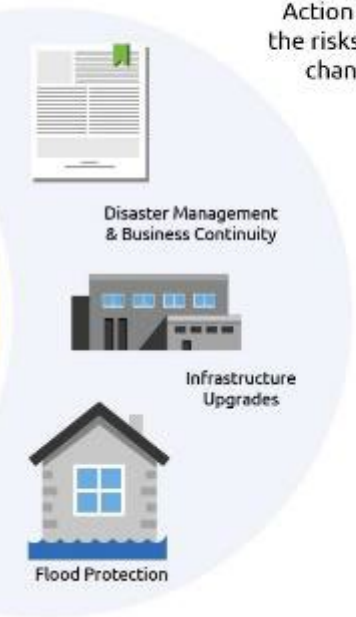 Action
the risks
chan
Disaster Management
& Business Continuity
Infrastructure
Upgrades
Flood Protection